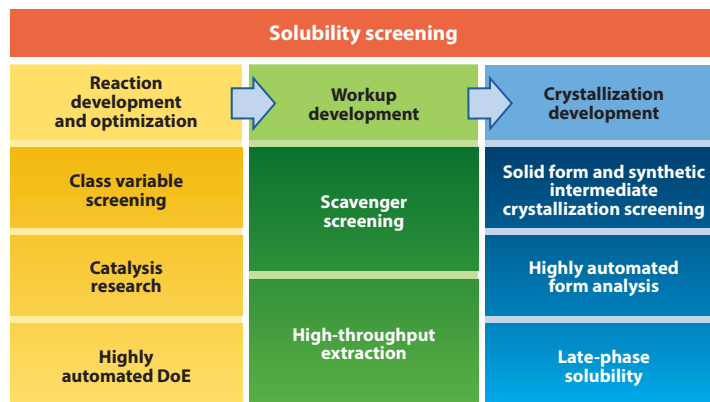 Solubility screening
Reaction
development
and optimization
Class variable
screening
Catalysis
research
Highly
automated DoE
Workup
development
Scavenger
screening
High-throughput
extraction
Crystallization
development
Solid form and synthetic
intermediate
crystallization screening
Highly automated
form analysis
Late-phase
solubility